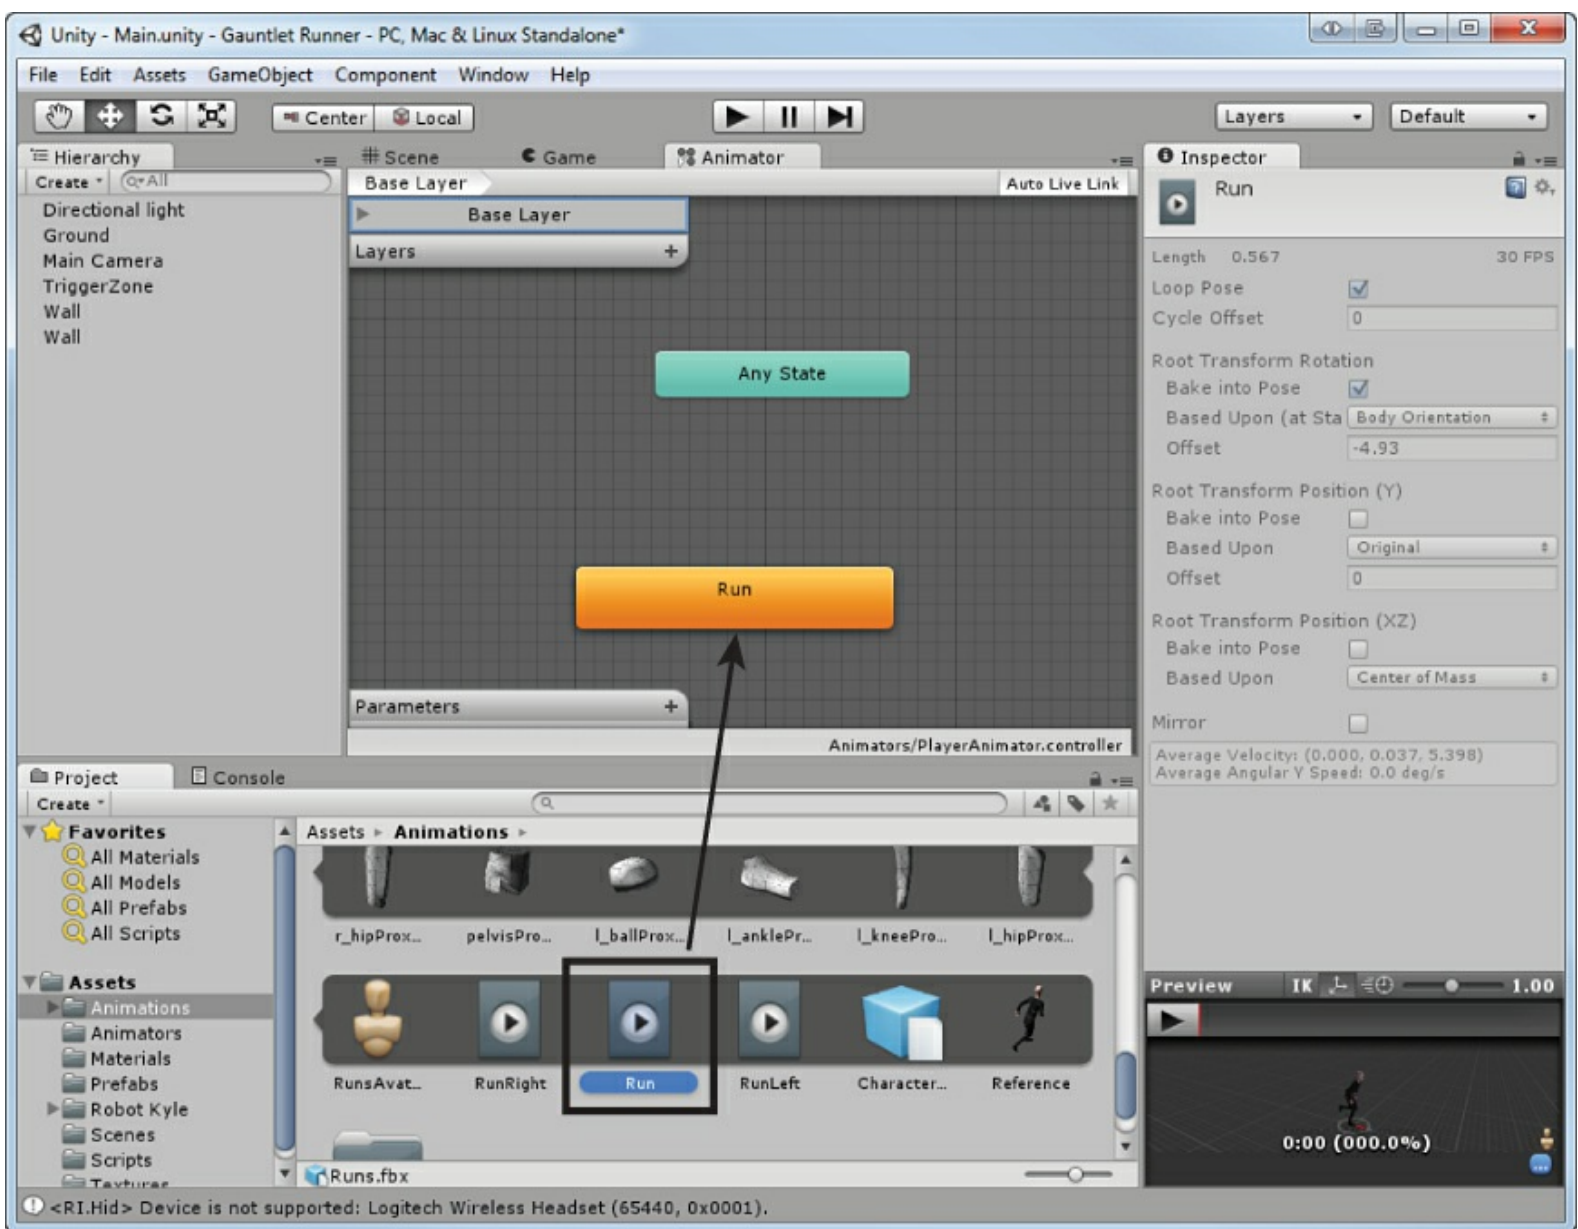 Unity - Main.unity - Gauntlet Runner - PC, Mac & Linux Standalone*
File Edit Assets GameObject Component Window Help
Center Local Layers Default
Hierarchy
Create All
Directional light
Ground
Main Camera
TriggerZone
Wall
Wall
Scene Game Animator
Base Layer Auto Live Link
Base Layer
Layers +
Any State
Run
Parameters +
Animators/PlayerAnimator.controller
Inspector
Run
Length 0.567 30 FPS
Loop Pose
Cycle Offset 0
Root Transform Rotation
Bake into Pose
Based Upon (at Sta Body Orientation
Offset -4.93
Root Transform Position (Y)
Bake into Pose
Based Upon Original
Offset 0
Root Transform Position (XZ)
Bake into Pose
Based Upon Center of Mass
Mirror
Average Velocity: (0.000, 0.037, 5.398)
Average Angular Y Speed: 0.0 deg/s
Project Console
Create
Favorites
All Materials
All Models
All Prefabs
All Scripts
Assets
Animations
Animators
Materials
Prefabs
Robot Kyle
Scenes
Scripts
Textures
Assets Animations
r_hipProx... pelvisPro... l_ballProx... l_anklePr... l_kneePro... l_hipProx...
RunsAvat... RunRight Run RunLeft Character... Reference
Runs.fbx
Preview IK 1.00
0:00 (000.0%)
<RI.Hid> Device is not supported: Logitech Wireless Headset (65440, 0x0001).